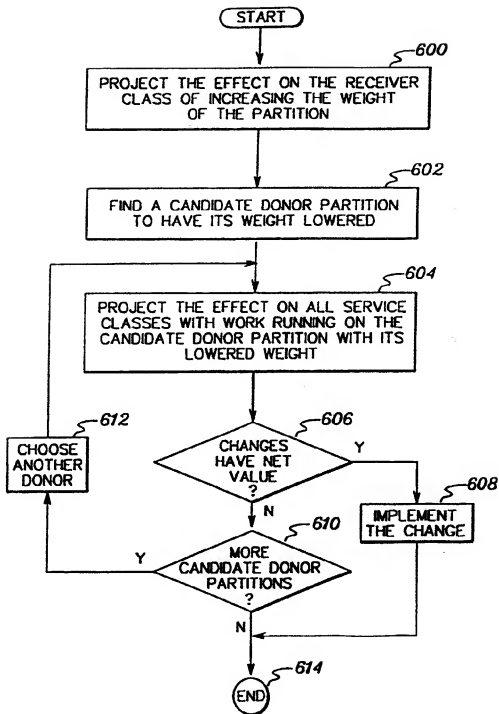 START
600
PROJECT THE EFFECT ON THE RECEIVER
CLASS OF INCREASING THE WEIGHT
OF THE PARTITION
602
FIND A CANDIDATE DONOR PARTITION
TO HAVE ITS WEIGHT LOWERED
604
PROJECT THE EFFECT ON ALL SERVICE
CLASSES WITH WORK RUNNING ON THE
CANDIDATE DONOR PARTITION WITH ITS
LOWERED WEIGHT
612
CHOOSE
ANOTHER
DONOR
606
CHANGES
HAVE NET
VALUE
?
Y
N
608
IMPLEMENT
THE CHANGE
610
MORE
CANDIDATE DONOR
PARTITIONS
?
Y
N
614
END